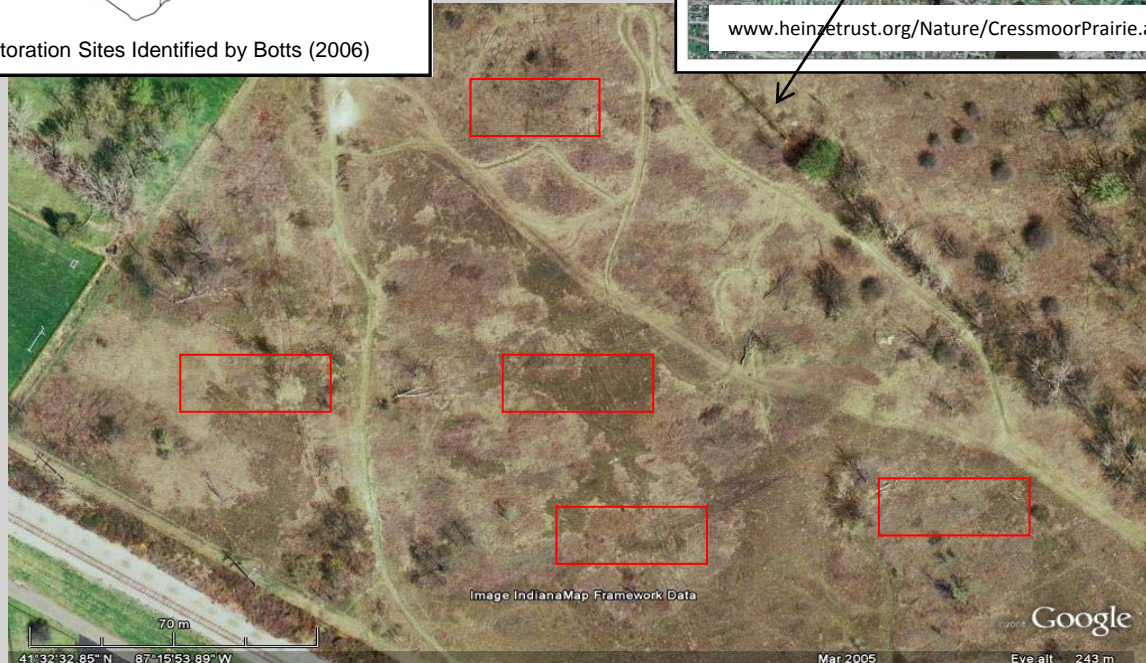 toration Sites Identified by Botts (2006)
www.heinzetrust.org/Nature/CressmoorPrairie.a
Image IndianaMap Framework Data
©2008 Google
70 m
41°32'32.85" N 87°15'53.89" W
Mar 2005
Eye alt 243 m